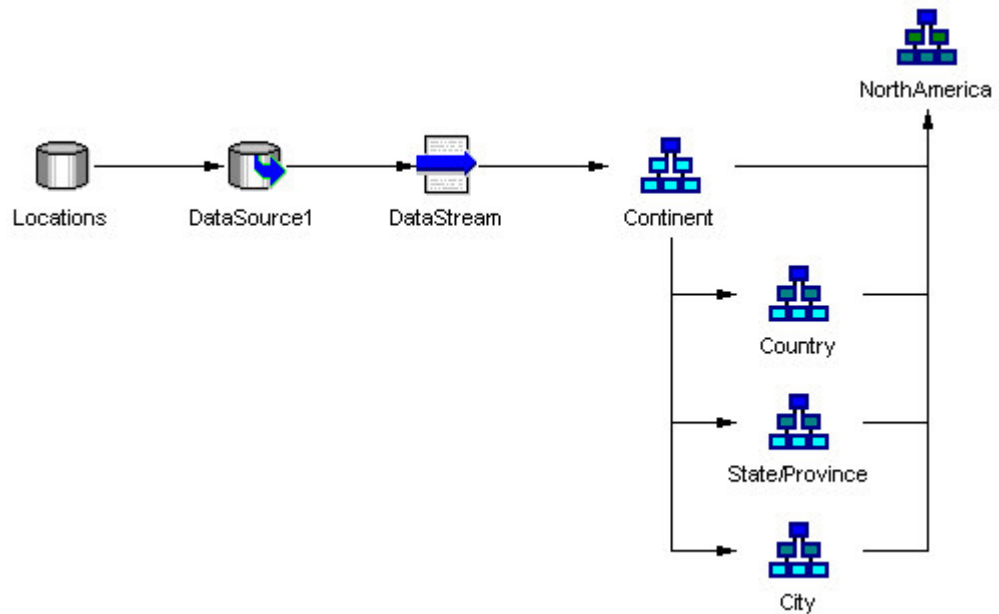 NorthAmerica
Locations
DataSource1
DataStream
Continent
Country
State/Province
City